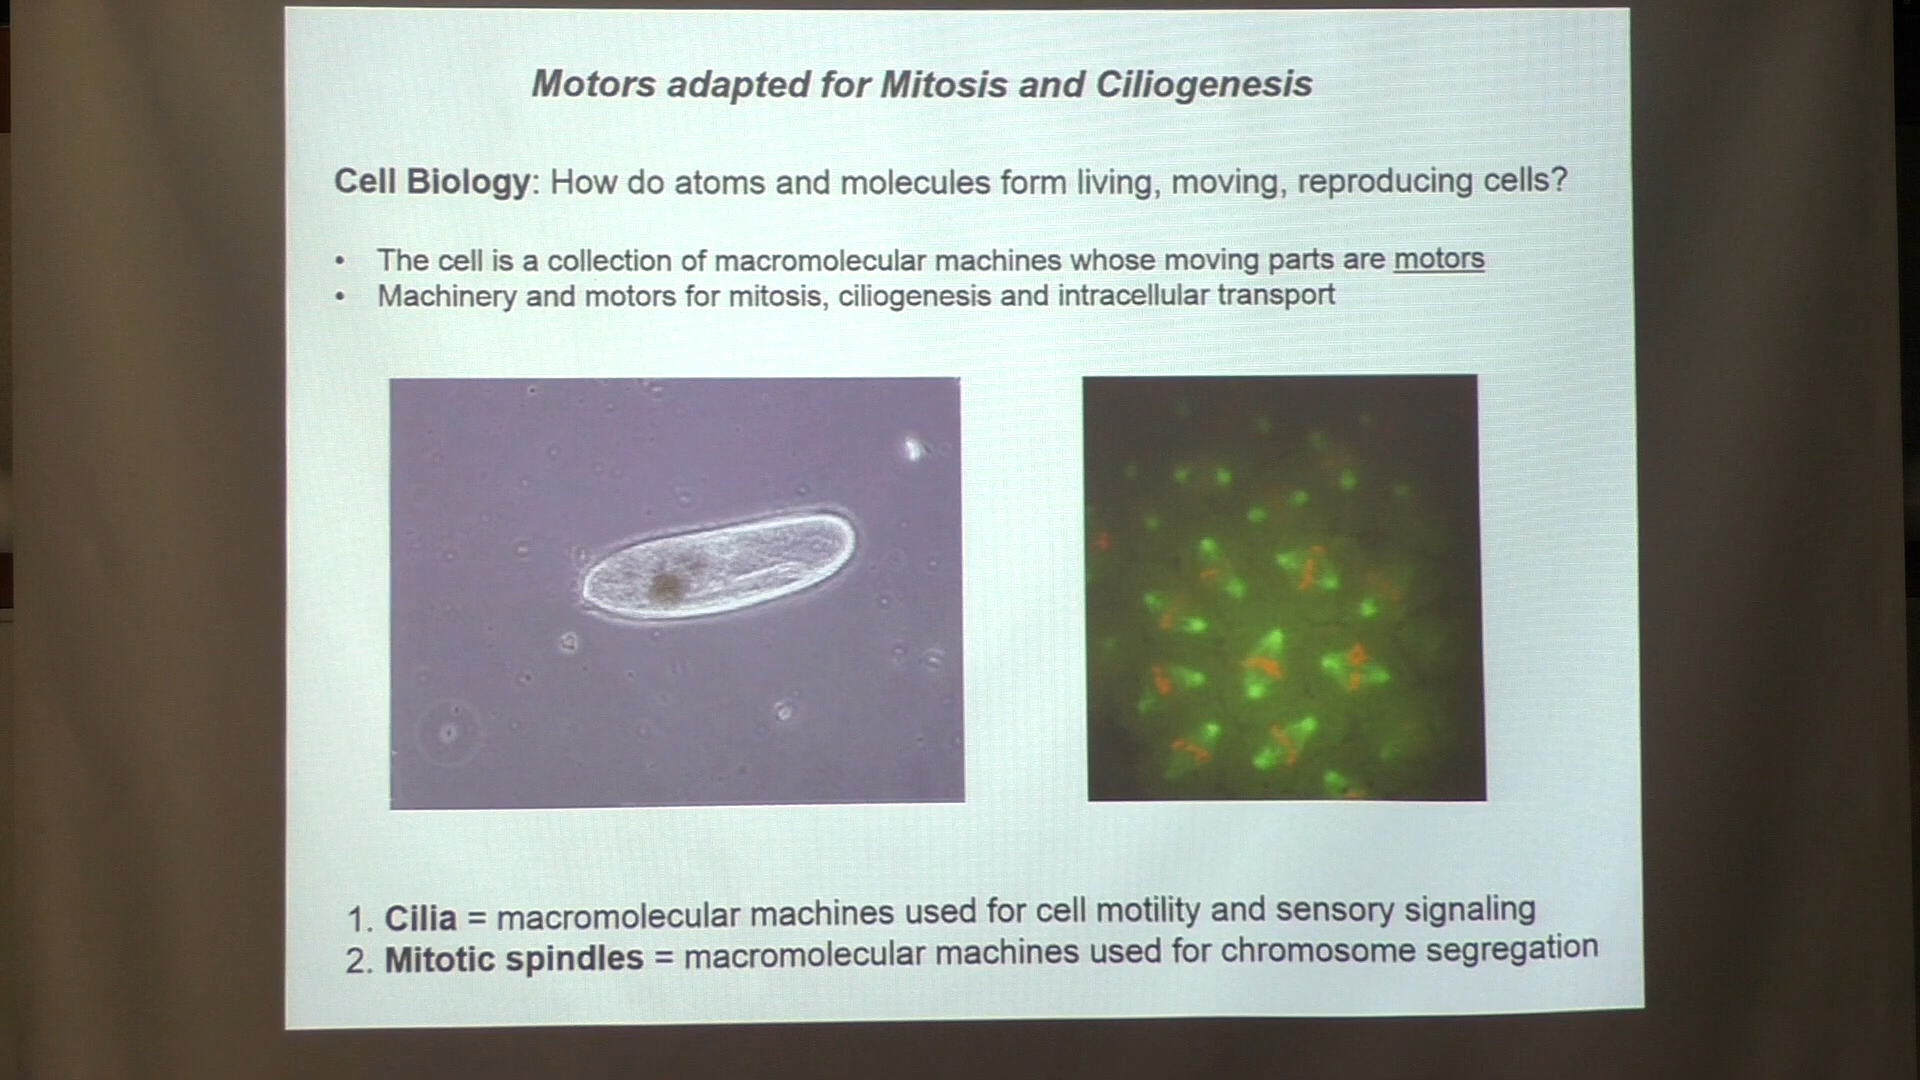 Motors adapted for Mitosis and Ciliogenesis
Cell Biology: How do atoms and molecules form living, moving, reproducing cells?
• The cell is a collection of macromolecular machines whose moving parts are motors
• Machinery and motors for mitosis, ciliogenesis and intracellular transport
1. Cilia = macromolecular machines used for cell motility and sensory signaling
2. Mitotic spindles = macromolecular machines used for chromosome segregation